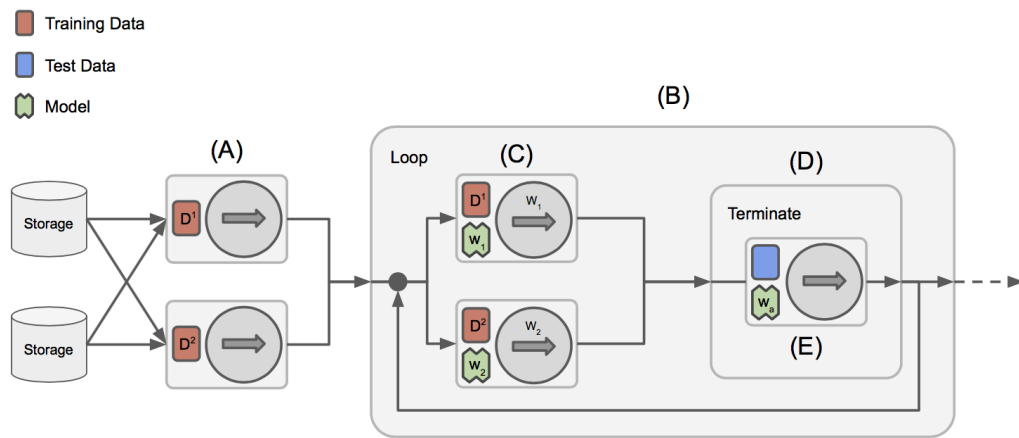 Training Data
Test Data
Model
(A)
(B)
Loop
(C)
(D)
Storage
D¹
D¹
W₁
W₁
Terminate
Storage
D²
D²
W₂
W₂
Wₐ
(E)